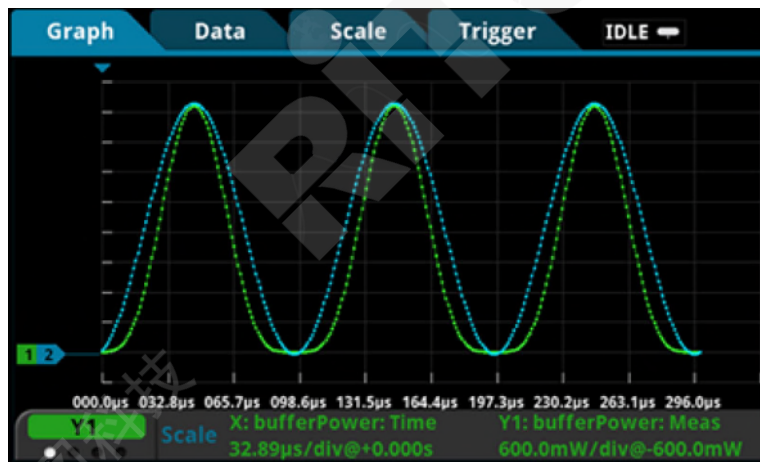 Graph Data Scale Trigger IDLE
1 2
000.0µs 032.8µs 065.7µs 098.6µs 131.5µs 164.4µs 197.3µs 230.2µs 263.1µs 296.0µs
Y1 Scale X: bufferPower: Time Y1: bufferPower: Meas
32.89µs/div@+0.000s 600.0mW/div@-600.0mW
科技